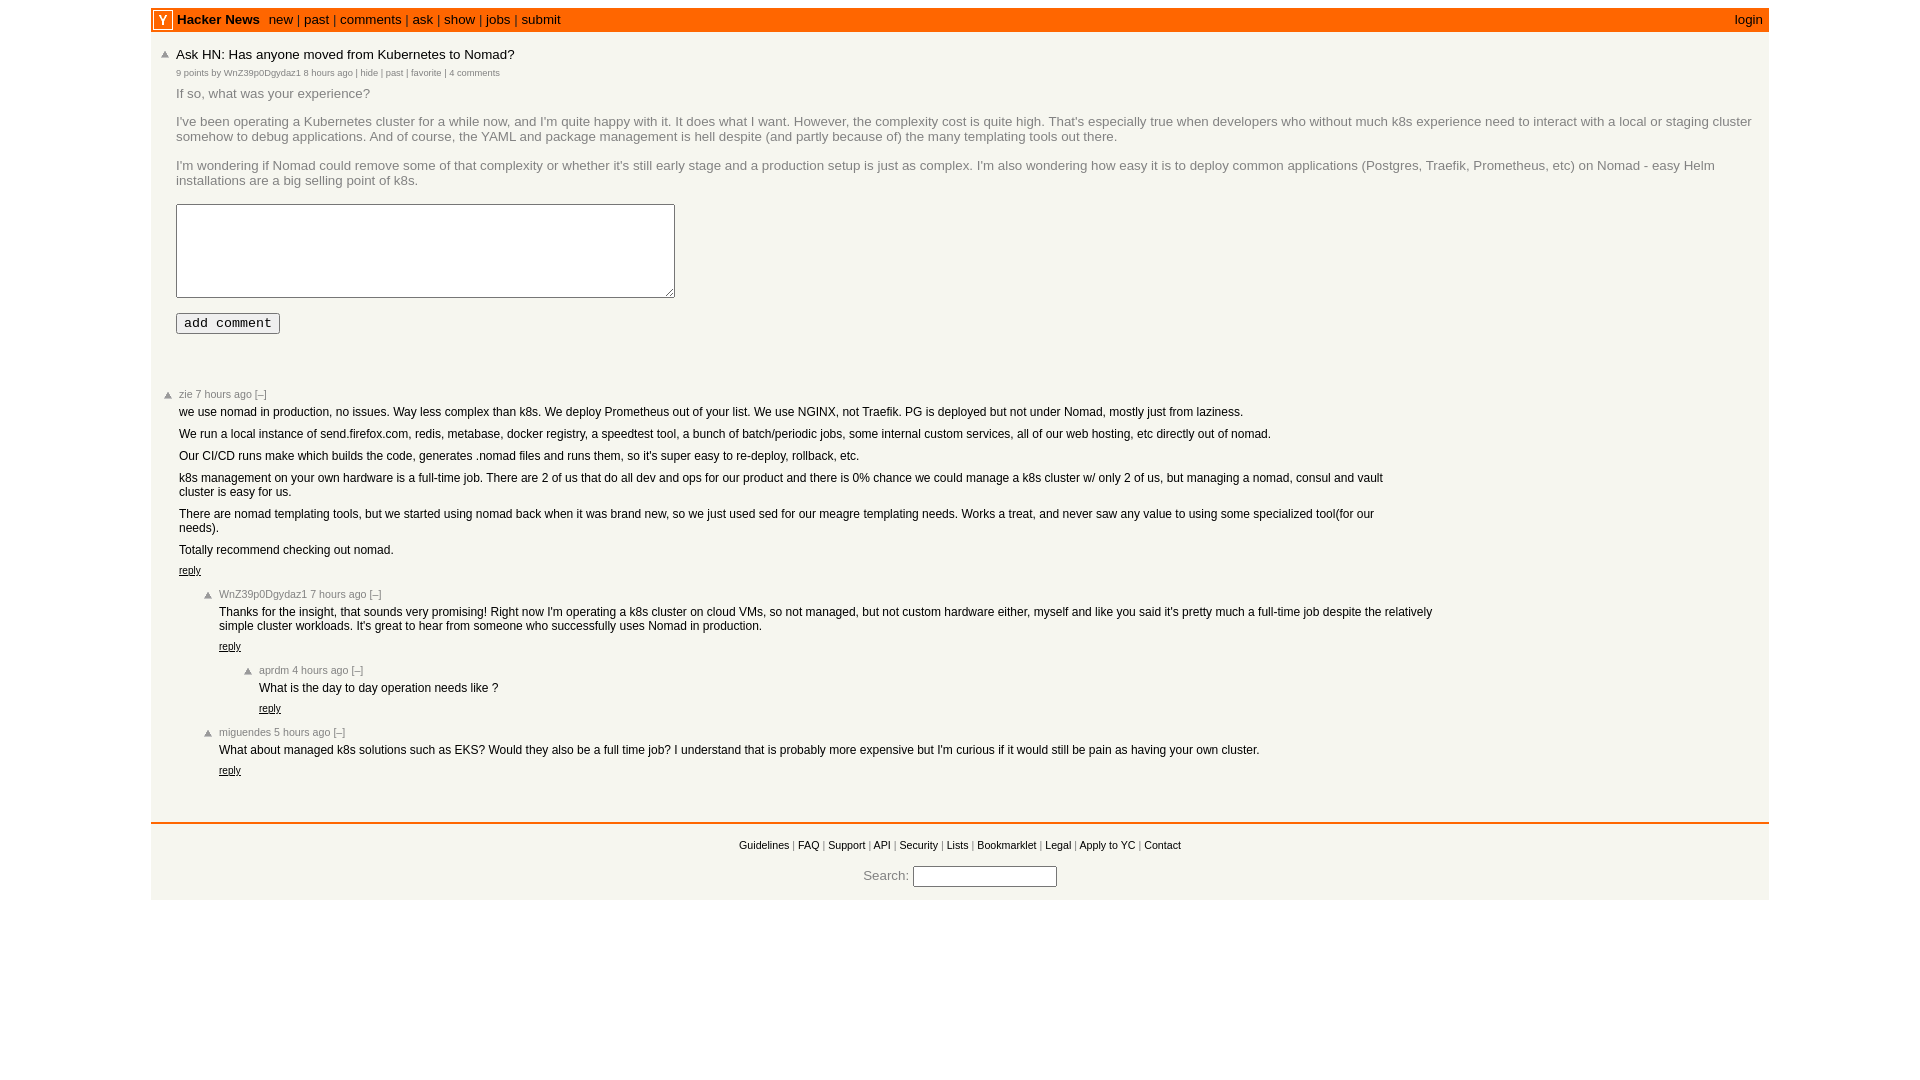 Y Hacker News new | past | comments | ask | show | jobs | submit login
Ask HN: Has anyone moved from Kubernetes to Nomad?
9 points by WnZ39p0Dgydaz1 8 hours ago | hide | past | favorite | 4 comments
If so, what was your experience?
I've been operating a Kubernetes cluster for a while now, and I'm quite happy with it. It does what I want. However, the complexity cost is quite high. That's especially true when developers who without much k8s experience need to interact with a local or staging cluster
somehow to debug applications. And of course, the YAML and package management is hell despite (and partly because of) the many templating tools out there.
I'm wondering if Nomad could remove some of that complexity or whether it's still early stage and a production setup is just as complex. I'm also wondering how easy it is to deploy common applications (Postgres, Traefik, Prometheus, etc) on Nomad - easy Helm
installations are a big selling point of k8s.
add comment
zie 7 hours ago [–]
we use nomad in production, no issues. Way less complex than k8s. We deploy Prometheus out of your list. We use NGINX, not Traefik. PG is deployed but not under Nomad, mostly just from laziness.
We run a local instance of send.firefox.com, redis, metabase, docker registry, a speedtest tool, a bunch of batch/periodic jobs, some internal custom services, all of our web hosting, etc directly out of nomad.
Our CI/CD runs make which builds the code, generates .nomad files and runs them, so it's super easy to re-deploy, rollback, etc.
k8s management on your own hardware is a full-time job. There are 2 of us that do all dev and ops for our product and there is 0% chance we could manage a k8s cluster w/ only 2 of us, but managing a nomad, consul and vault
cluster is easy for us.
There are nomad templating tools, but we started using nomad back when it was brand new, so we just used sed for our meagre templating needs. Works a treat, and never saw any value to using some specialized tool(for our
needs).
Totally recommend checking out nomad.
reply
WnZ39p0Dgydaz1 7 hours ago [–]
Thanks for the insight, that sounds very promising! Right now I'm operating a k8s cluster on cloud VMs, so not managed, but not custom hardware either, myself and like you said it's pretty much a full-time job despite the relatively
simple cluster workloads. It's great to hear from someone who successfully uses Nomad in production.
reply
aprdm 4 hours ago [–]
What is the day to day operation needs like ?
reply
miguendes 5 hours ago [–]
What about managed k8s solutions such as EKS? Would they also be a full time job? I understand that is probably more expensive but I'm curious if it would still be pain as having your own cluster.
reply
Guidelines | FAQ | Support | API | Security | Lists | Bookmarklet | Legal | Apply to YC | Contact
Search: